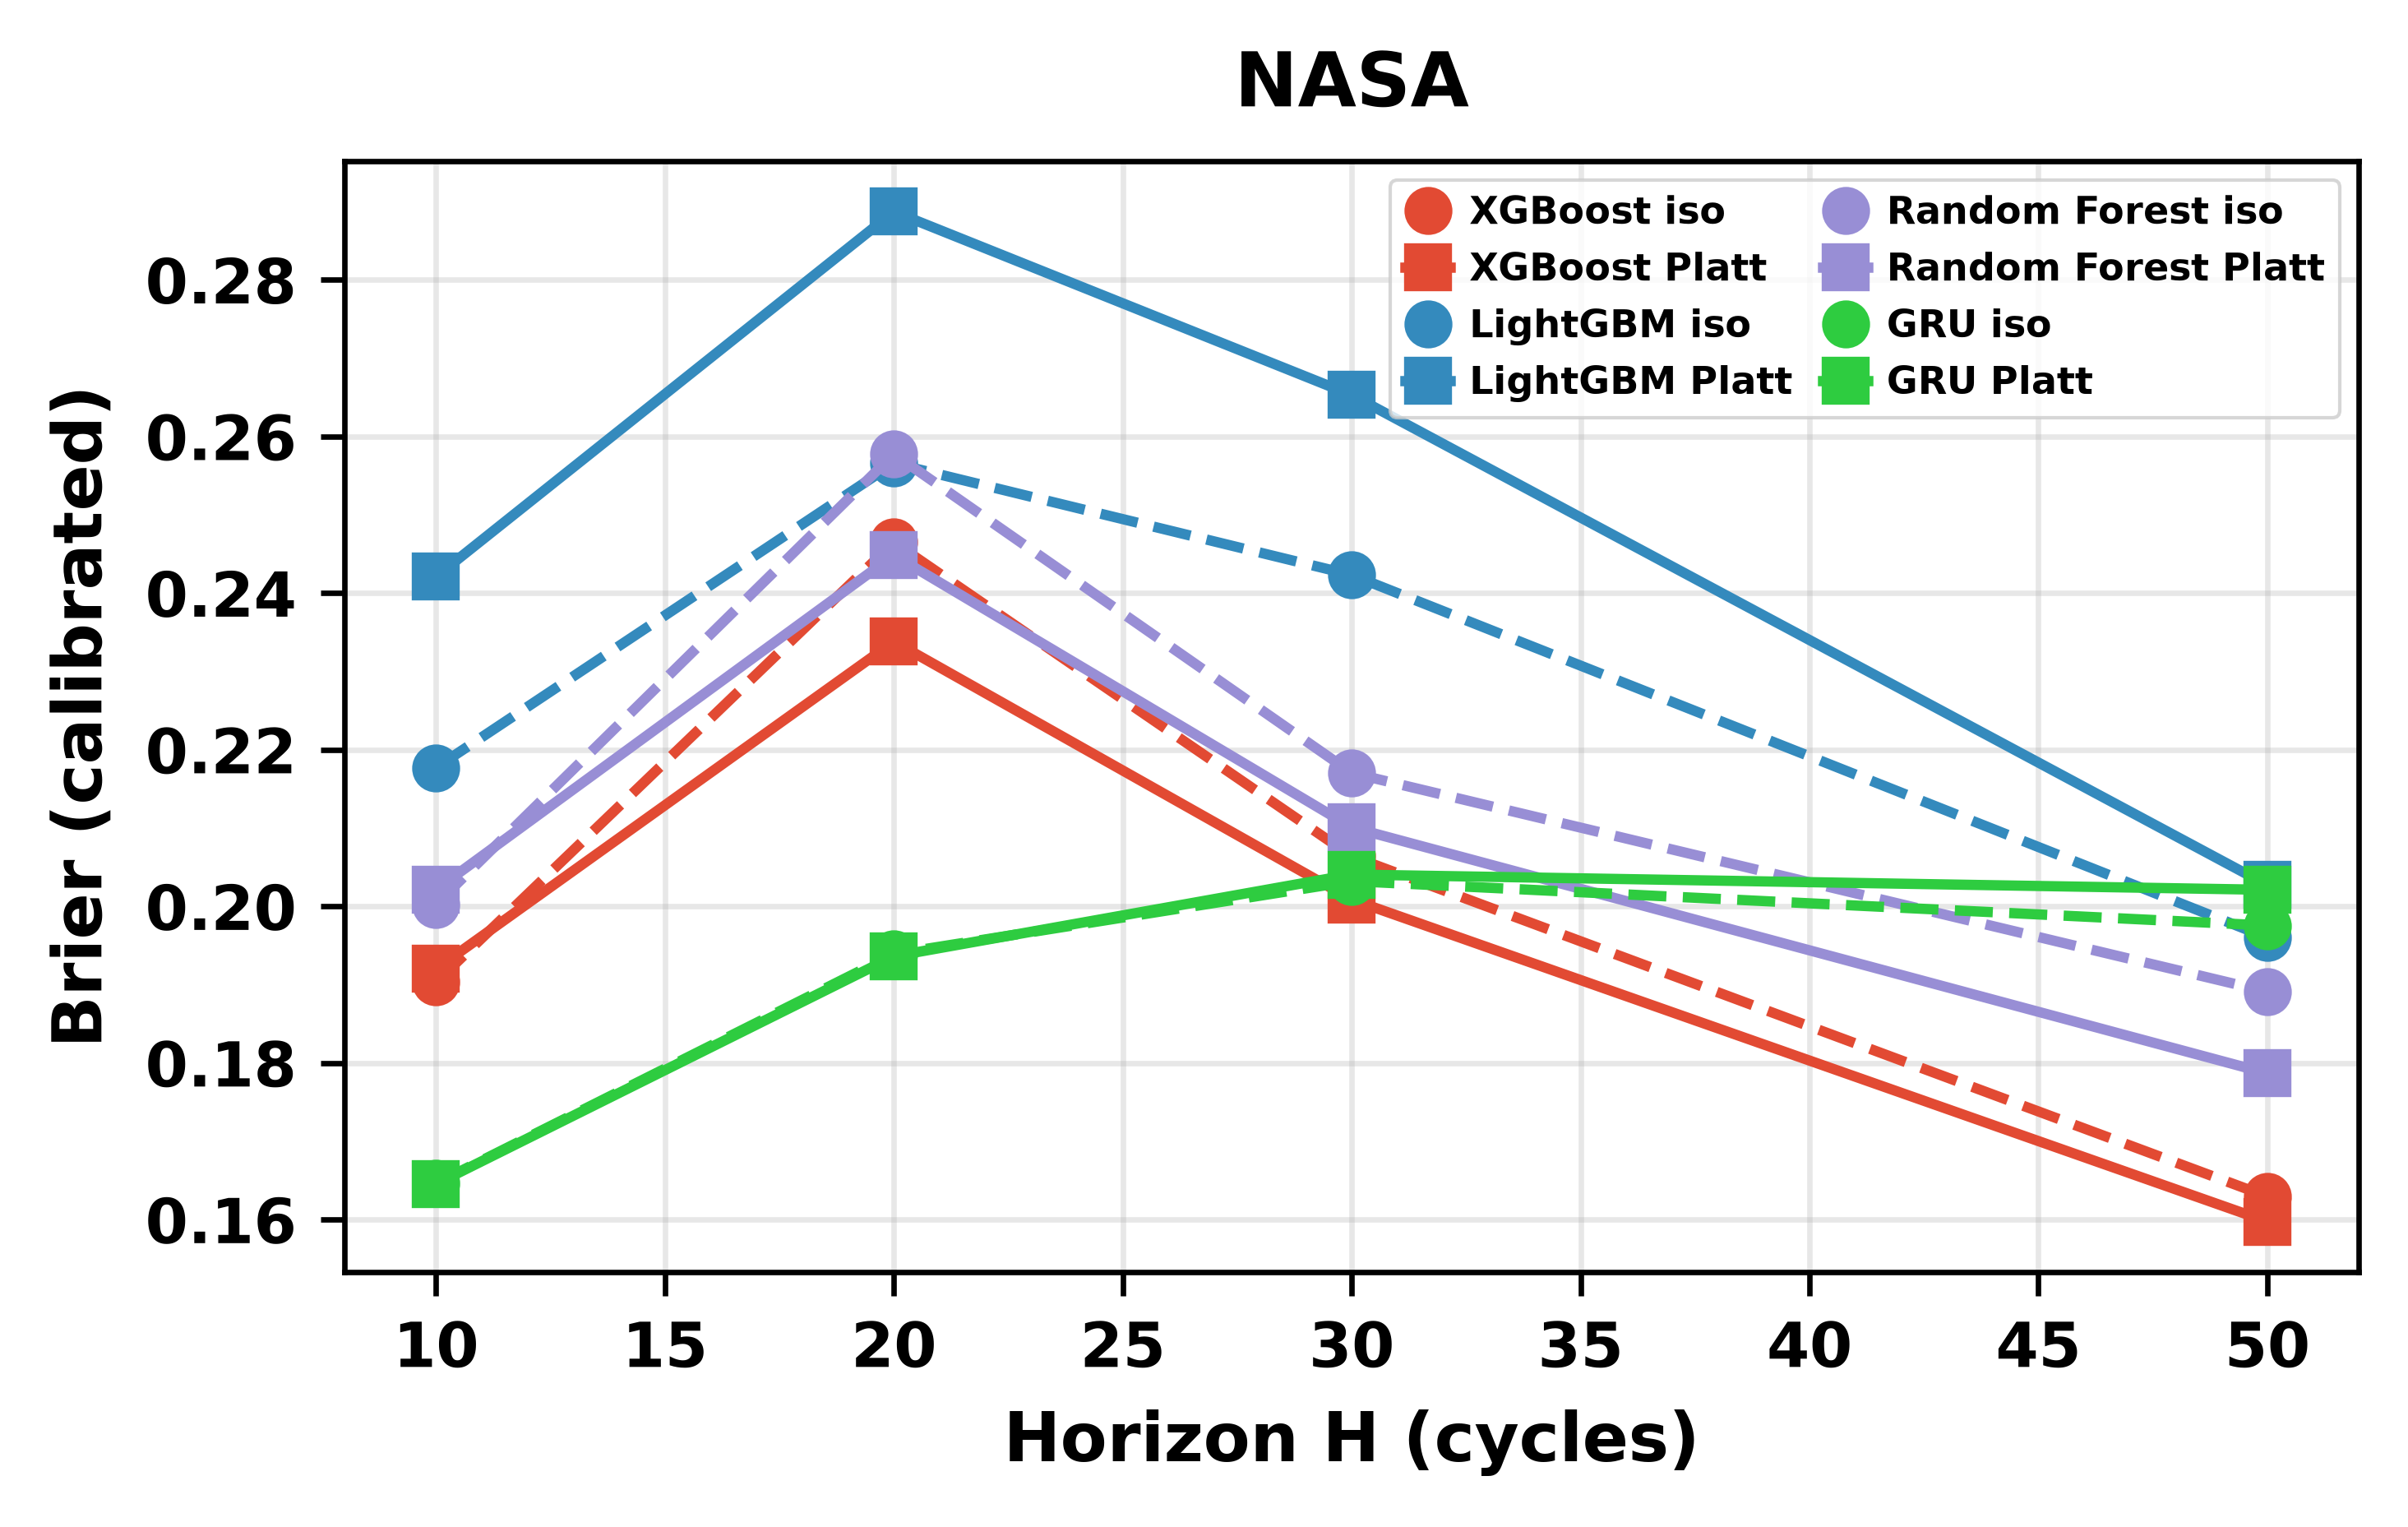 NASA
Brier (calibrated)
0.28
0.26
0.24
0.22
0.20
0.18
0.16
XGBoost iso
XGBoost Platt
LightGBM iso
LightGBM Platt
Random Forest iso
Random Forest Platt
GRU iso
GRU Platt
10 15 20 25 30 35 40 45 50
Horizon H (cycles)